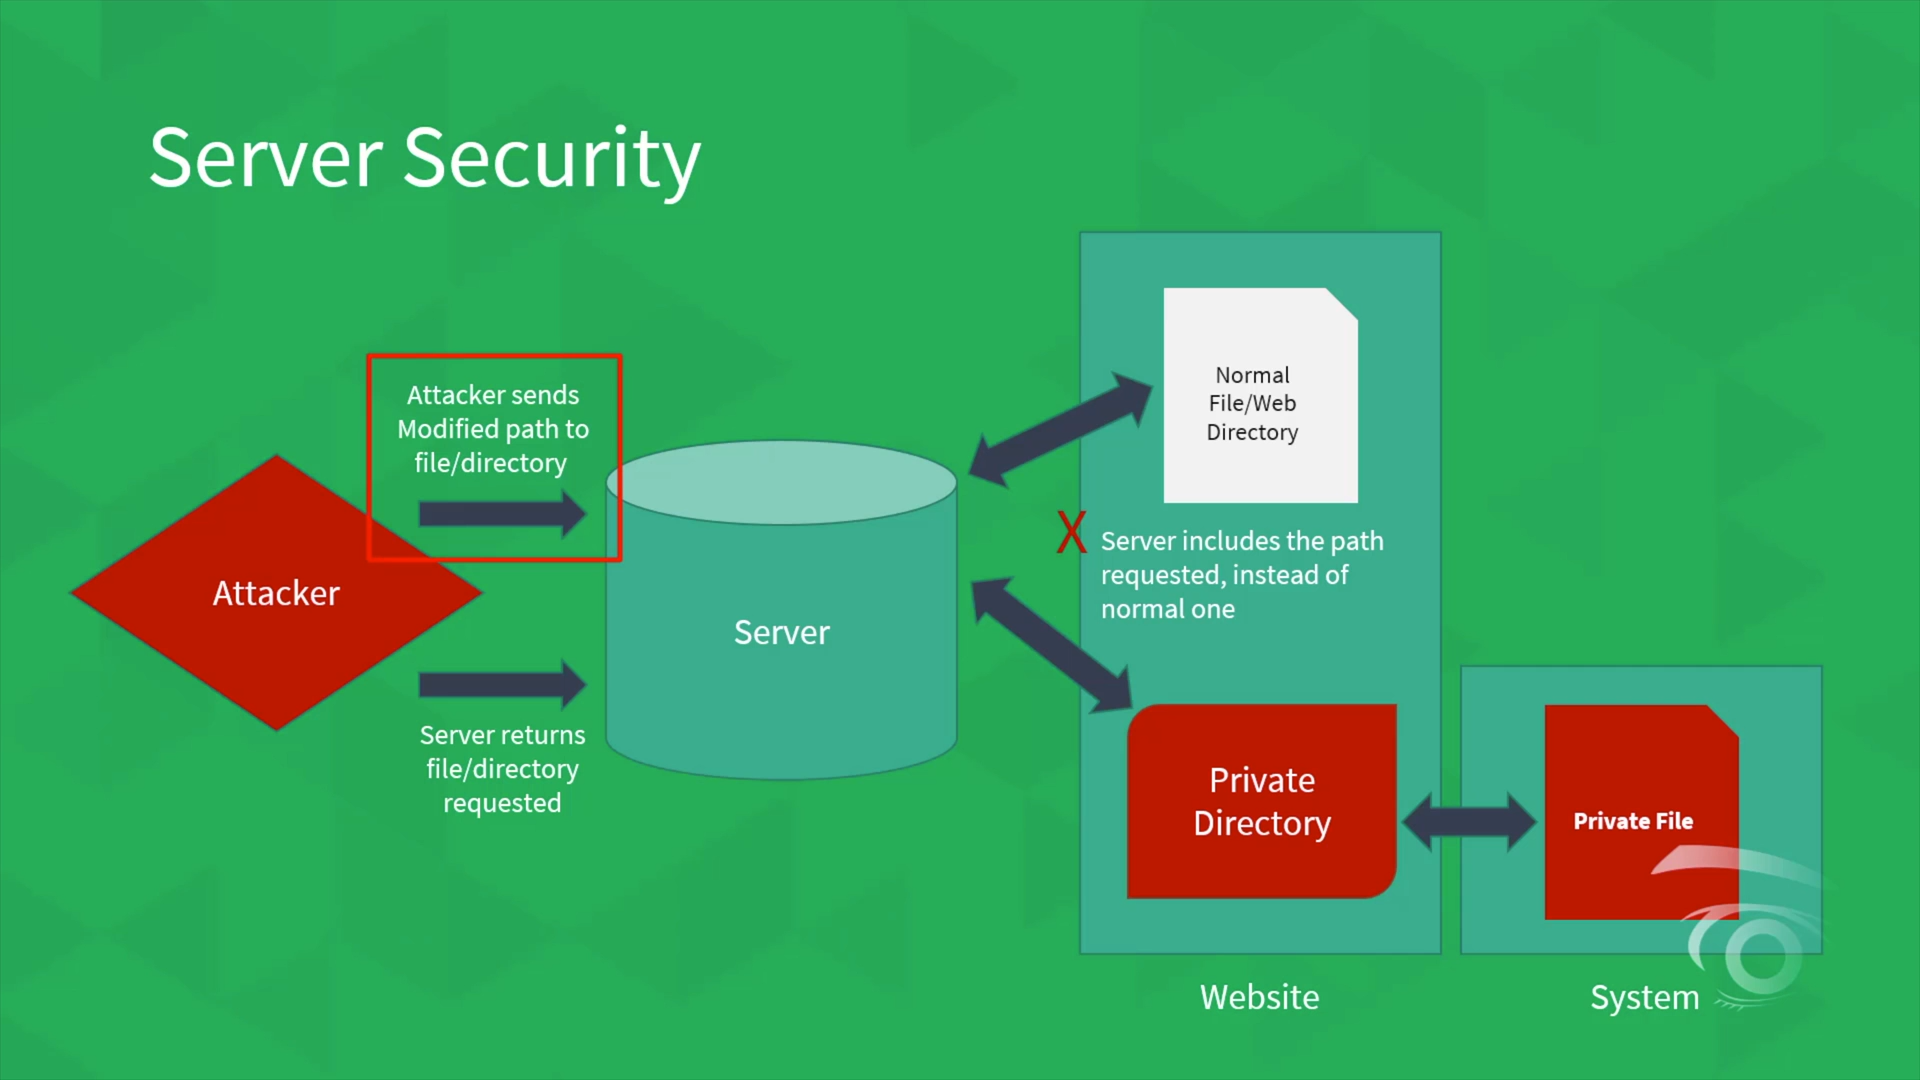 Server Security
Attacker sends
Modified path to
file/directory
Attacker
Server returns
file/directory
requested
Server
Normal
File/Web
Directory
X
Server includes the path
requested, instead of
normal one
Private
Directory
Private File
Website
System